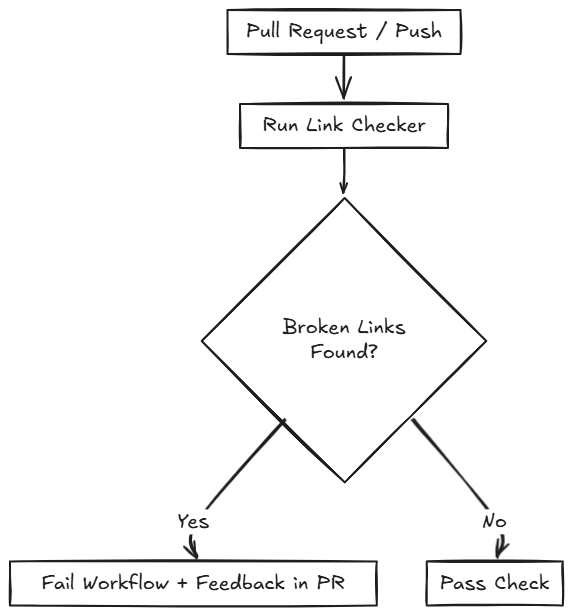 Pull Request / Push
Run Link Checker
Broken Links
Found?
Yes
No
Fail Workflow + Feedback in PR
Pass Check